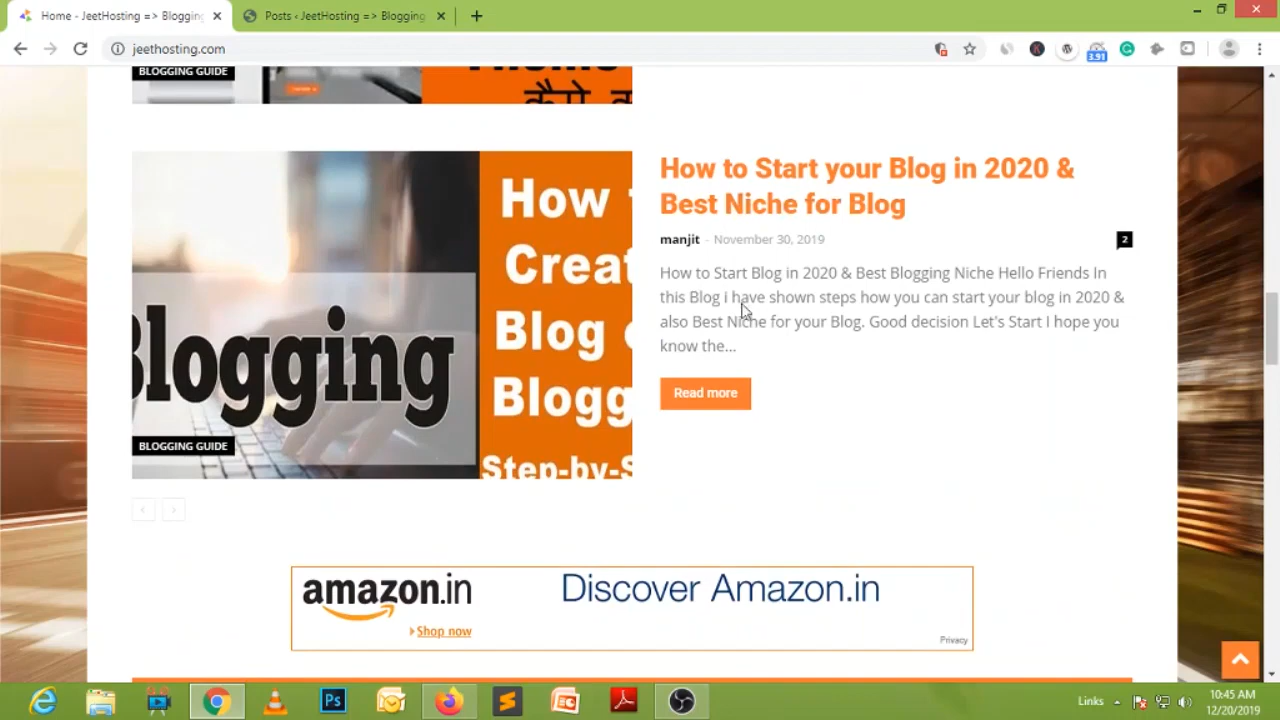 Home - JeetHosting => Blogging
Posts ‹ JeetHosting => Blogging
jeethosting.com
3.91
BLOGGING GUIDE
How to Start your Blog in 2020 &
Best Niche for Blog
manjit - November 30, 2019
2
How to Start Blog in 2020 & Best Blogging Niche Hello Friends In
this Blog i have shown steps how you can start your blog in 2020 &
also Best Niche for your Blog. Good decision Let's Start I hope you
know the...
Read more
How
Creat
Blog
Blogg
Step-by-S
Blogging
BLOGGING GUIDE
amazon.in
Shop now
Discover Amazon.in
Privacy
Ps
Links
10:45 AM
12/20/2019